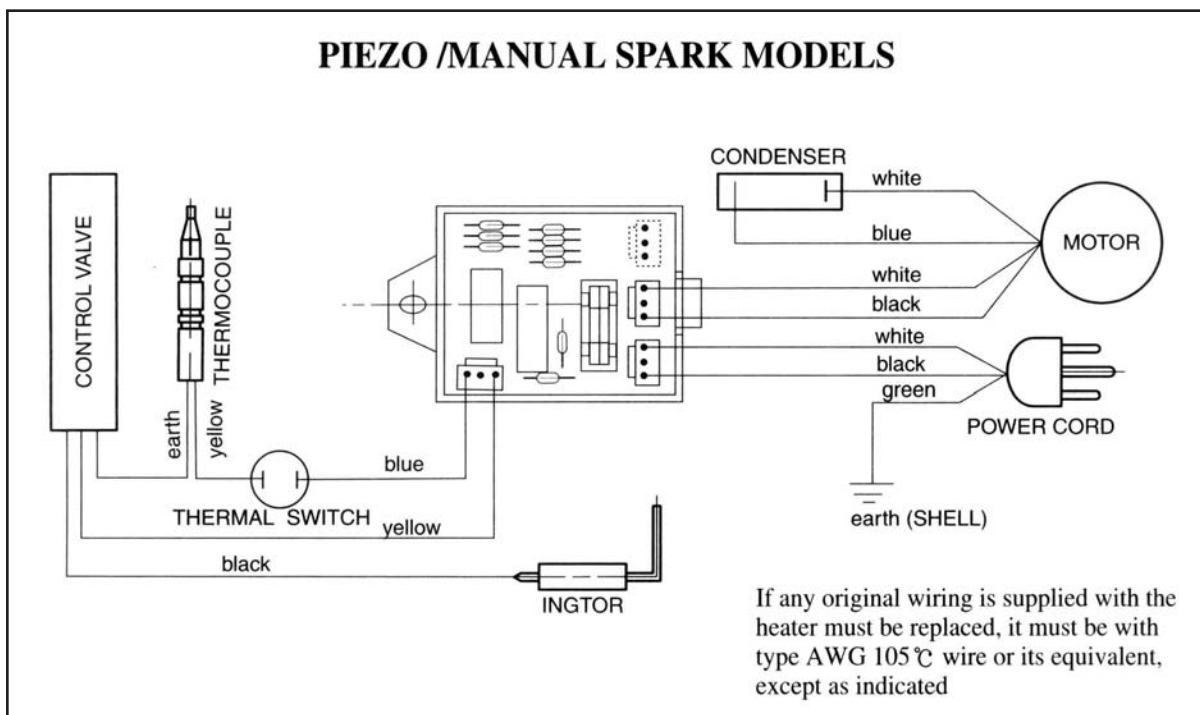 PIEZO /MANUAL SPARK MODELS
CONTROL VALVE
THERMOCOUPLE
earth
yellow
THERMAL SWITCH
blue
yellow
black
INGTOR
CONDENSER
white
blue
white
black
MOTOR
white
black
green
POWER CORD
earth (SHELL)
If any original wiring is supplied with the
heater must be replaced, it must be with
type AWG 105℃ wire or its equivalent,
except as indicated